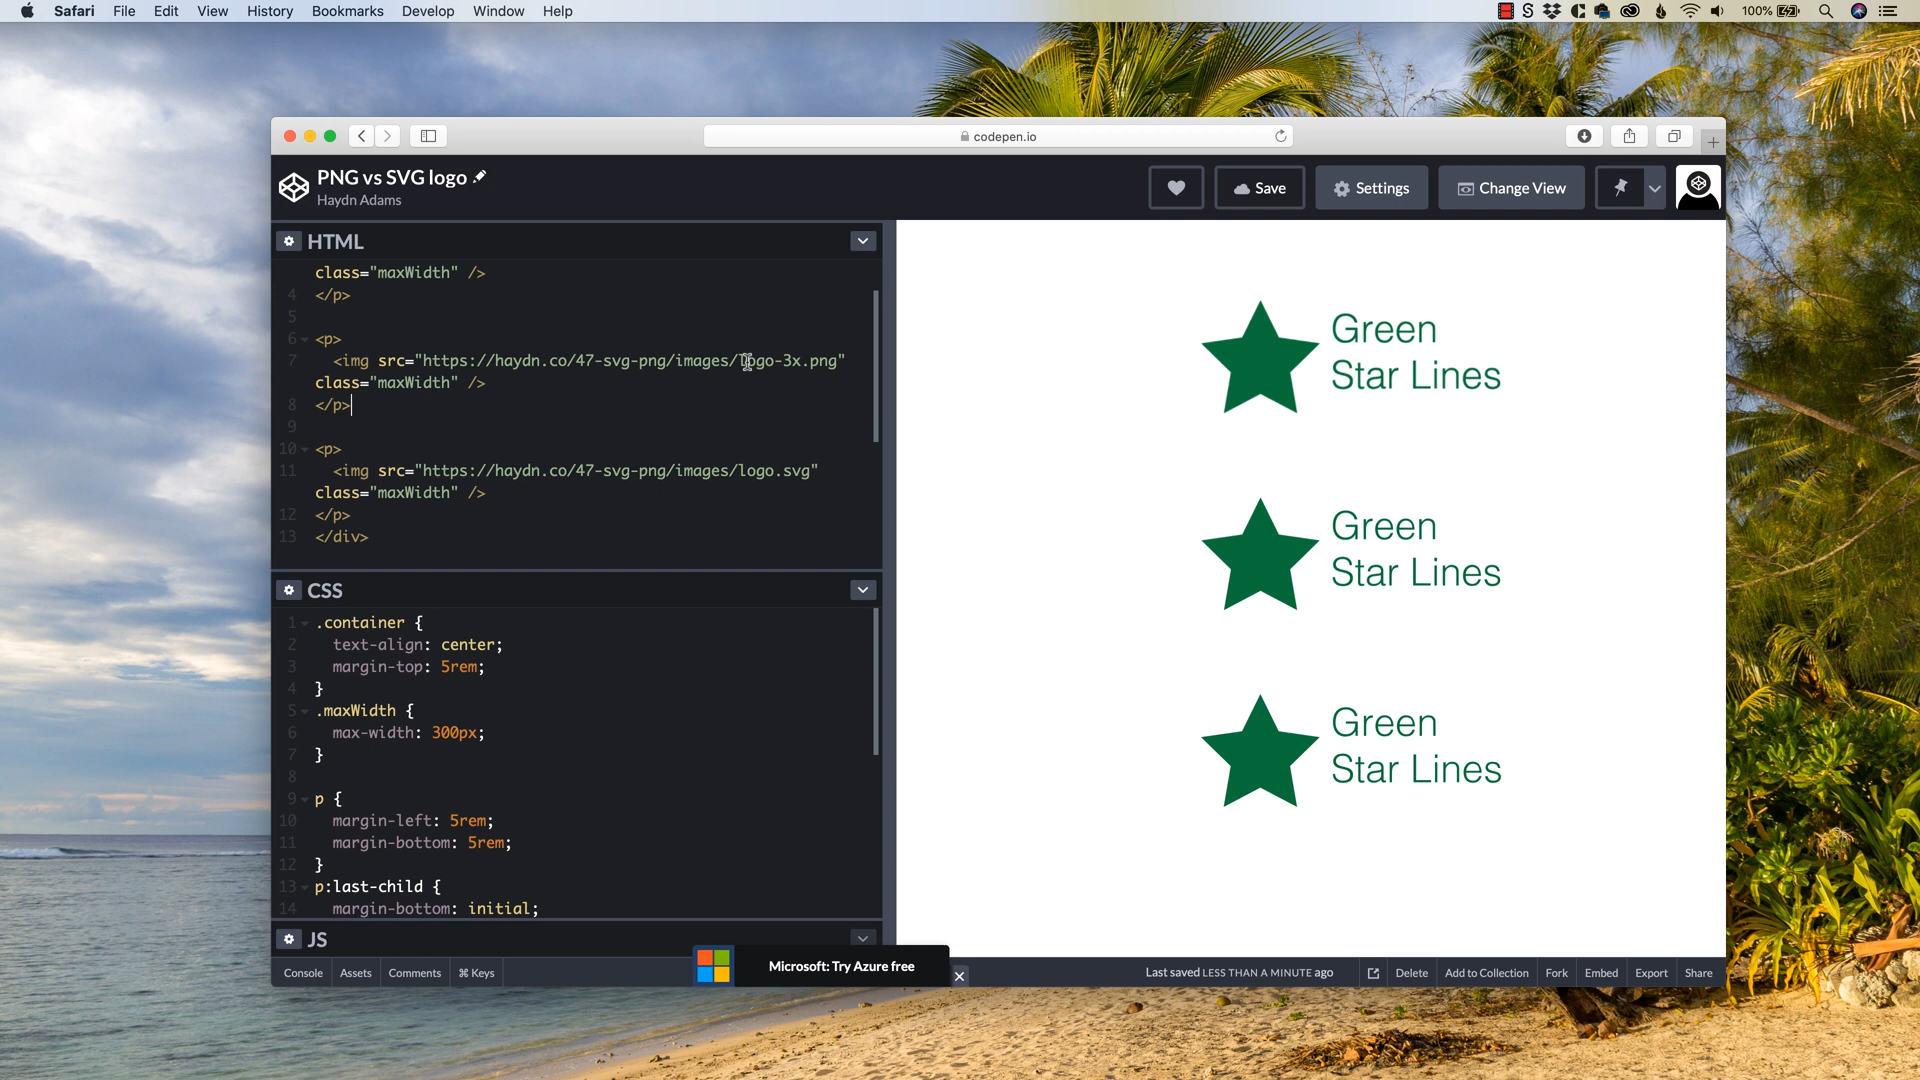 Safari File Edit View History Bookmarks Develop Window Help 100%
codepen.io
PNG vs SVG logo
Haydn Adams
Save Settings Change View
HTML
class="maxWidth" />
4 </p>
5
6 <p>
7 <img src="https://haydn.co/47-svg-png/images/logo-3x.png"
class="maxWidth" />
8 </p>
9
10 <p>
11 <img src="https://haydn.co/47-svg-png/images/logo.svg"
class="maxWidth" />
12 </p>
13 </div>
CSS
1 .container {
2 text-align: center;
3 margin-top: 5rem;
4 }
5 .maxWidth {
6 max-width: 300px;
7 }
8
9 p {
10 margin-left: 5rem;
11 margin-bottom: 5rem;
12 }
13 p:last-child {
14 margin-bottom: initial;
JS
Green
Star Lines
Green
Star Lines
Green
Star Lines
Console Assets Comments ⌘ Keys
Microsoft: Try Azure free
Last saved LESS THAN A MINUTE ago Delete Add to Collection Fork Embed Export Share